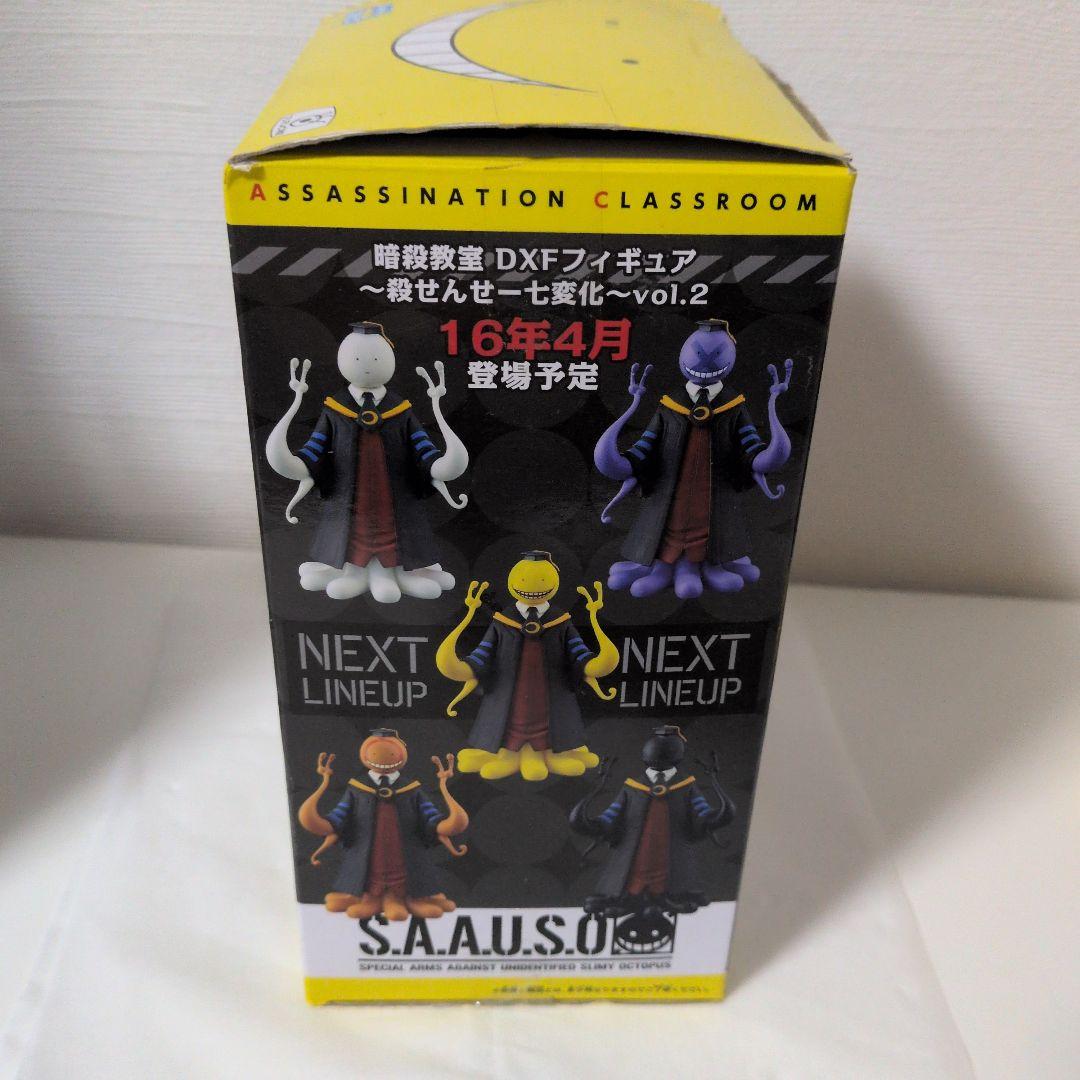 ASSASSINATION CLASSROOM
暗殺教室 DXFフィギュア
～殺せんせー七変化～vol.2
16年4月
登場予定
NEXT
LINEUP
NEXT
LINEUP
S.A.A.U.S.O
SPECIAL ARMS AGAINST UNIDENTIFIED SLIMY OCTOPUS